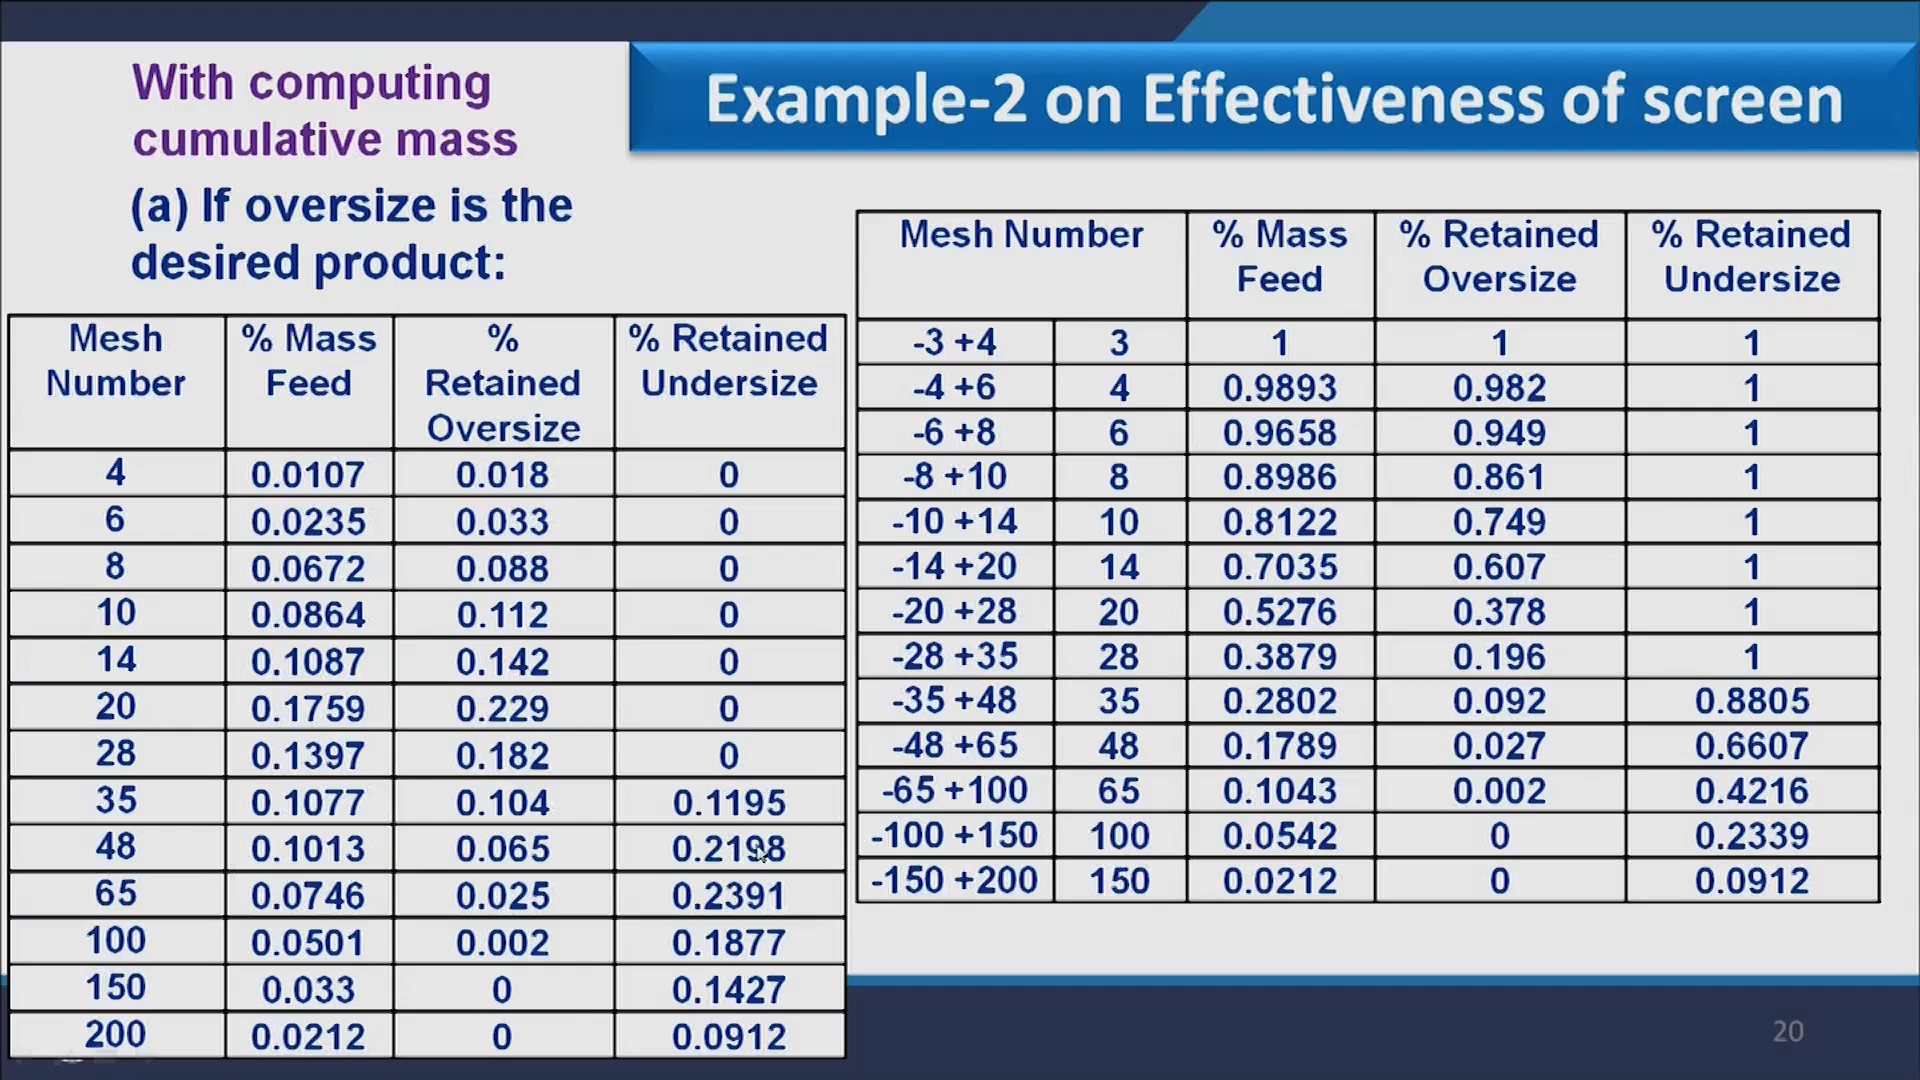 With computing
cumulative mass
Example-2 on Effectiveness of screen
(a) If oversize is the
desired product:
Mesh Number % Mass Feed % Retained Oversize % Retained Undersize
4 0.0107 0.018 0
6 0.0235 0.033 0
8 0.0672 0.088 0
10 0.0864 0.112 0
14 0.1087 0.142 0
20 0.1759 0.229 0
28 0.1397 0.182 0
35 0.1077 0.104 0.1195
48 0.1013 0.065 0.2198
65 0.0746 0.025 0.2391
100 0.0501 0.002 0.1877
150 0.033 0 0.1427
200 0.0212 0 0.0912
Mesh Number % Mass Feed % Retained Oversize % Retained Undersize
-3 +4 3 1 1 1
-4 +6 4 0.9893 0.982 1
-6 +8 6 0.9658 0.949 1
-8 +10 8 0.8986 0.861 1
-10 +14 10 0.8122 0.749 1
-14 +20 14 0.7035 0.607 1
-20 +28 20 0.5276 0.378 1
-28 +35 28 0.3879 0.196 1
-35 +48 35 0.2802 0.092 0.8805
-48 +65 48 0.1789 0.027 0.6607
-65 +100 65 0.1043 0.002 0.4216
-100 +150 100 0.0542 0 0.2339
-150 +200 150 0.0212 0 0.0912
20